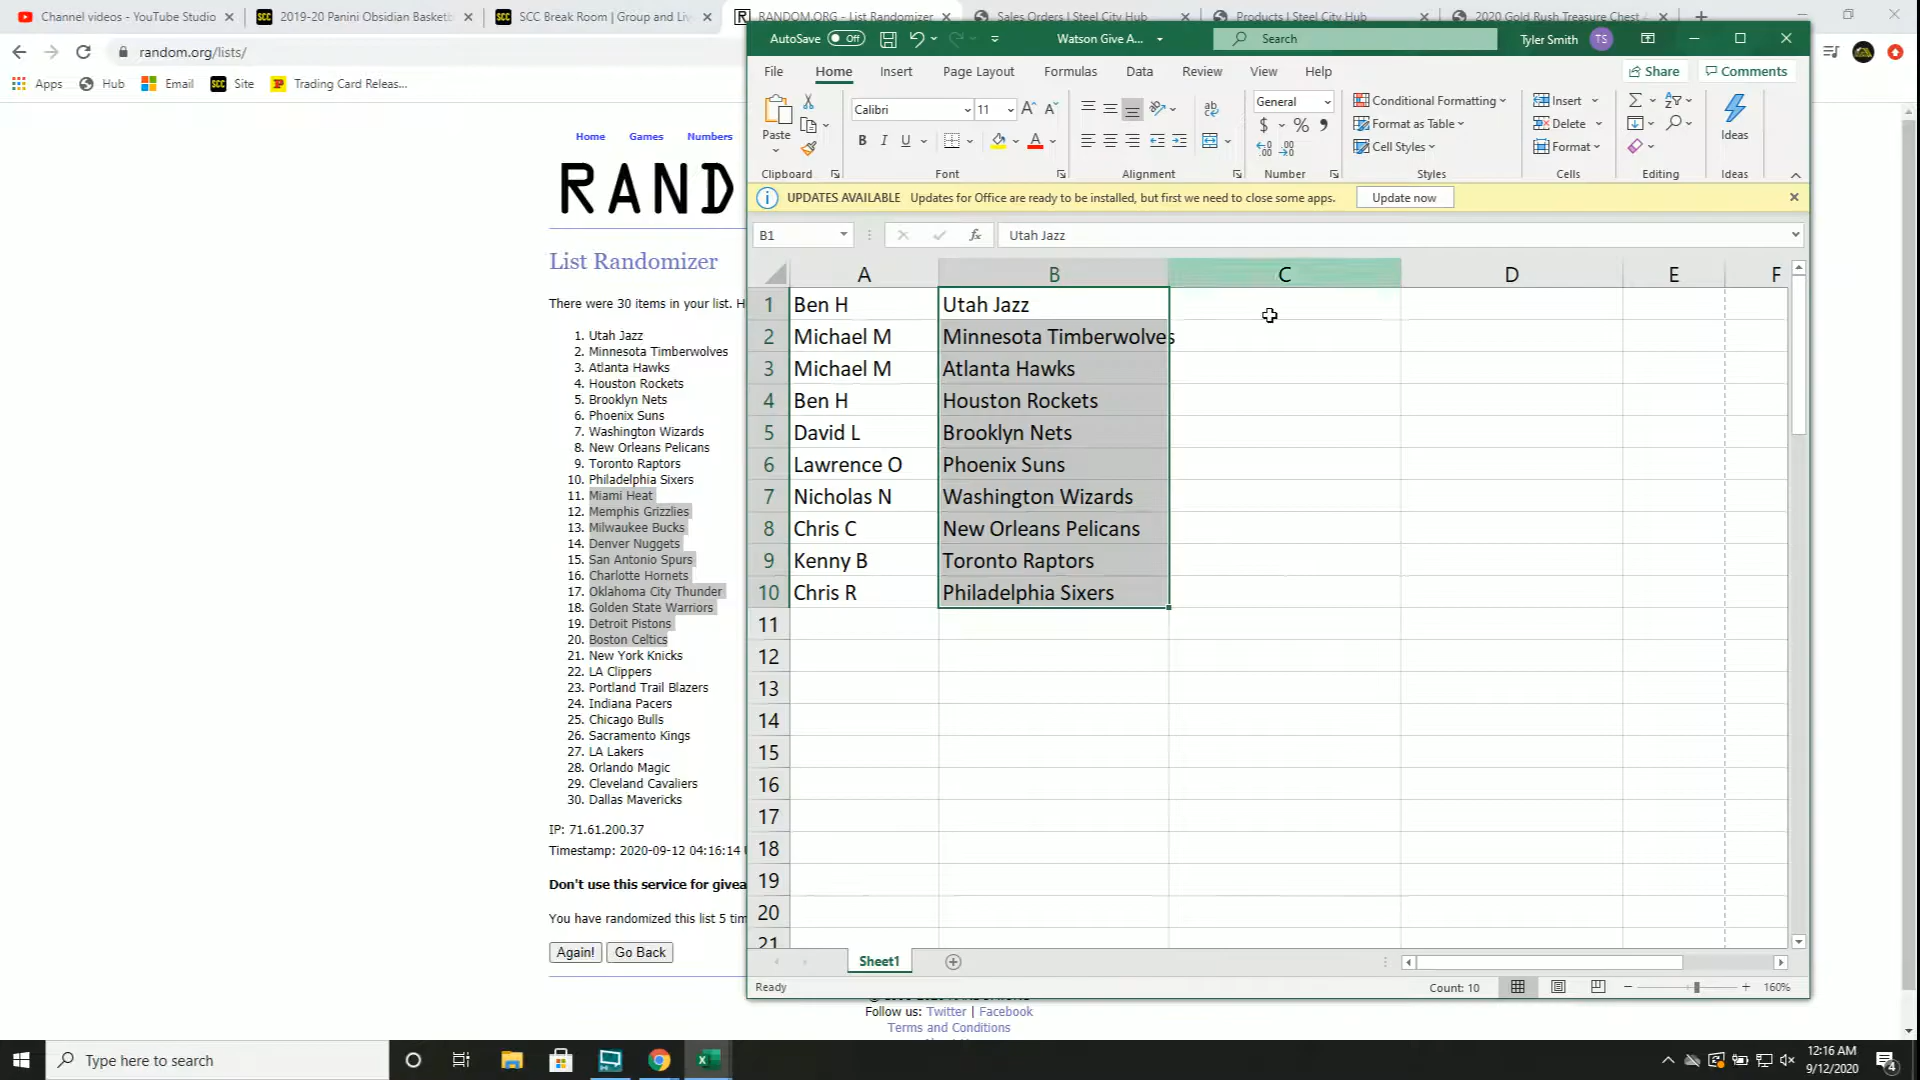 Channel videos - YouTube Studio
2019-20 Panini Obsidian Basketb
SCC Break Room | Group and Liv
RANDOM.ORG - List Randomizer
Sales Orders | Steel City Hub
Products | Steel City Hub
2020 Gold Rush Treasure Chest
random.org/lists/
Apps
Hub
Email
Site
Trading Card Releas...
Home
Games
Numbers
RAND
List Randomizer
There were 30 items in your list. H
1. Utah Jazz
2. Minnesota Timberwolves
3. Atlanta Hawks
4. Houston Rockets
5. Brooklyn Nets
6. Phoenix Suns
7. Washington Wizards
8. New Orleans Pelicans
9. Toronto Raptors
10. Philadelphia Sixers
11. Miami Heat
12. Memphis Grizzlies
13. Milwaukee Bucks
14. Denver Nuggets
15. San Antonio Spurs
16. Charlotte Hornets
17. Oklahoma City Thunder
18. Golden State Warriors
19. Detroit Pistons
20. Boston Celtics
21. New York Knicks
22. LA Clippers
23. Portland Trail Blazers
24. Indiana Pacers
25. Chicago Bulls
26. Sacramento Kings
27. LA Lakers
28. Orlando Magic
29. Cleveland Cavaliers
30. Dallas Mavericks
IP: 71.61.200.37
Timestamp: 2020-09-12 04:16:14
Don't use this service for givea
You have randomized this list 5 tim
Again!
Go Back
Follow us: Twitter | Facebook
Terms and Conditions
AutoSave Off
Watson Give A...
Search
Tyler Smith TS
File Home Insert Page Layout Formulas Data Review View Help
Share
Comments
Paste
Calibri 11
B I U
General
$ % ,
Conditional Formatting
Format as Table
Cell Styles
Insert
Delete
Format
Ideas
Clipboard Font Alignment Number Styles Cells Editing Ideas
UPDATES AVAILABLE Updates for Office are ready to be installed, but first we need to close some apps. Update now
B1 fx Utah Jazz
A B C D E F
1 Ben H Utah Jazz
2 Michael M Minnesota Timberwolves
3 Michael M Atlanta Hawks
4 Ben H Houston Rockets
5 David L Brooklyn Nets
6 Lawrence O Phoenix Suns
7 Nicholas N Washington Wizards
8 Chris C New Orleans Pelicans
9 Kenny B Toronto Raptors
10 Chris R Philadelphia Sixers
11
12
13
14
15
16
17
18
19
20
21
Sheet1
Ready
Count: 10
160%
Type here to search
12:16 AM
9/12/2020
4